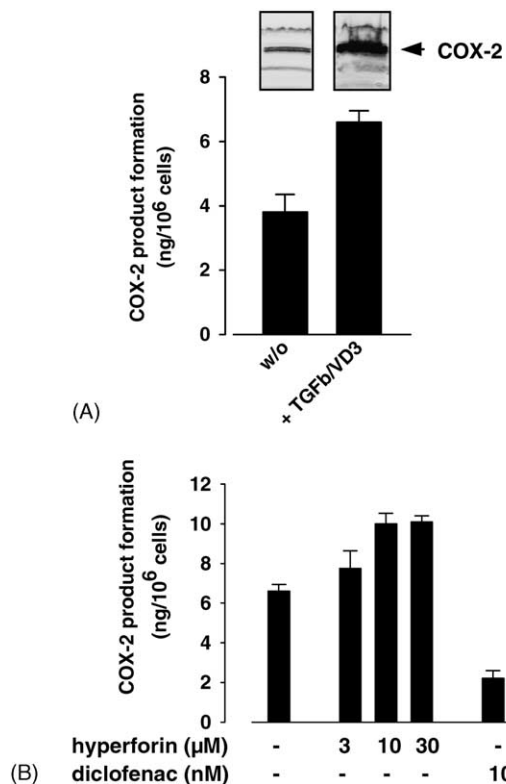 COX-2
COX-2 product formation
(ng/10⁶ cells)
8
6
4
2
0
w/o
+ TGFb/VD3
(A)
COX-2 product formation
(ng/10⁶ cells)
12
10
8
6
4
2
0
hyperforin (µM) - 3 10 30 -
diclofenac (nM) - - - - 10
(B)